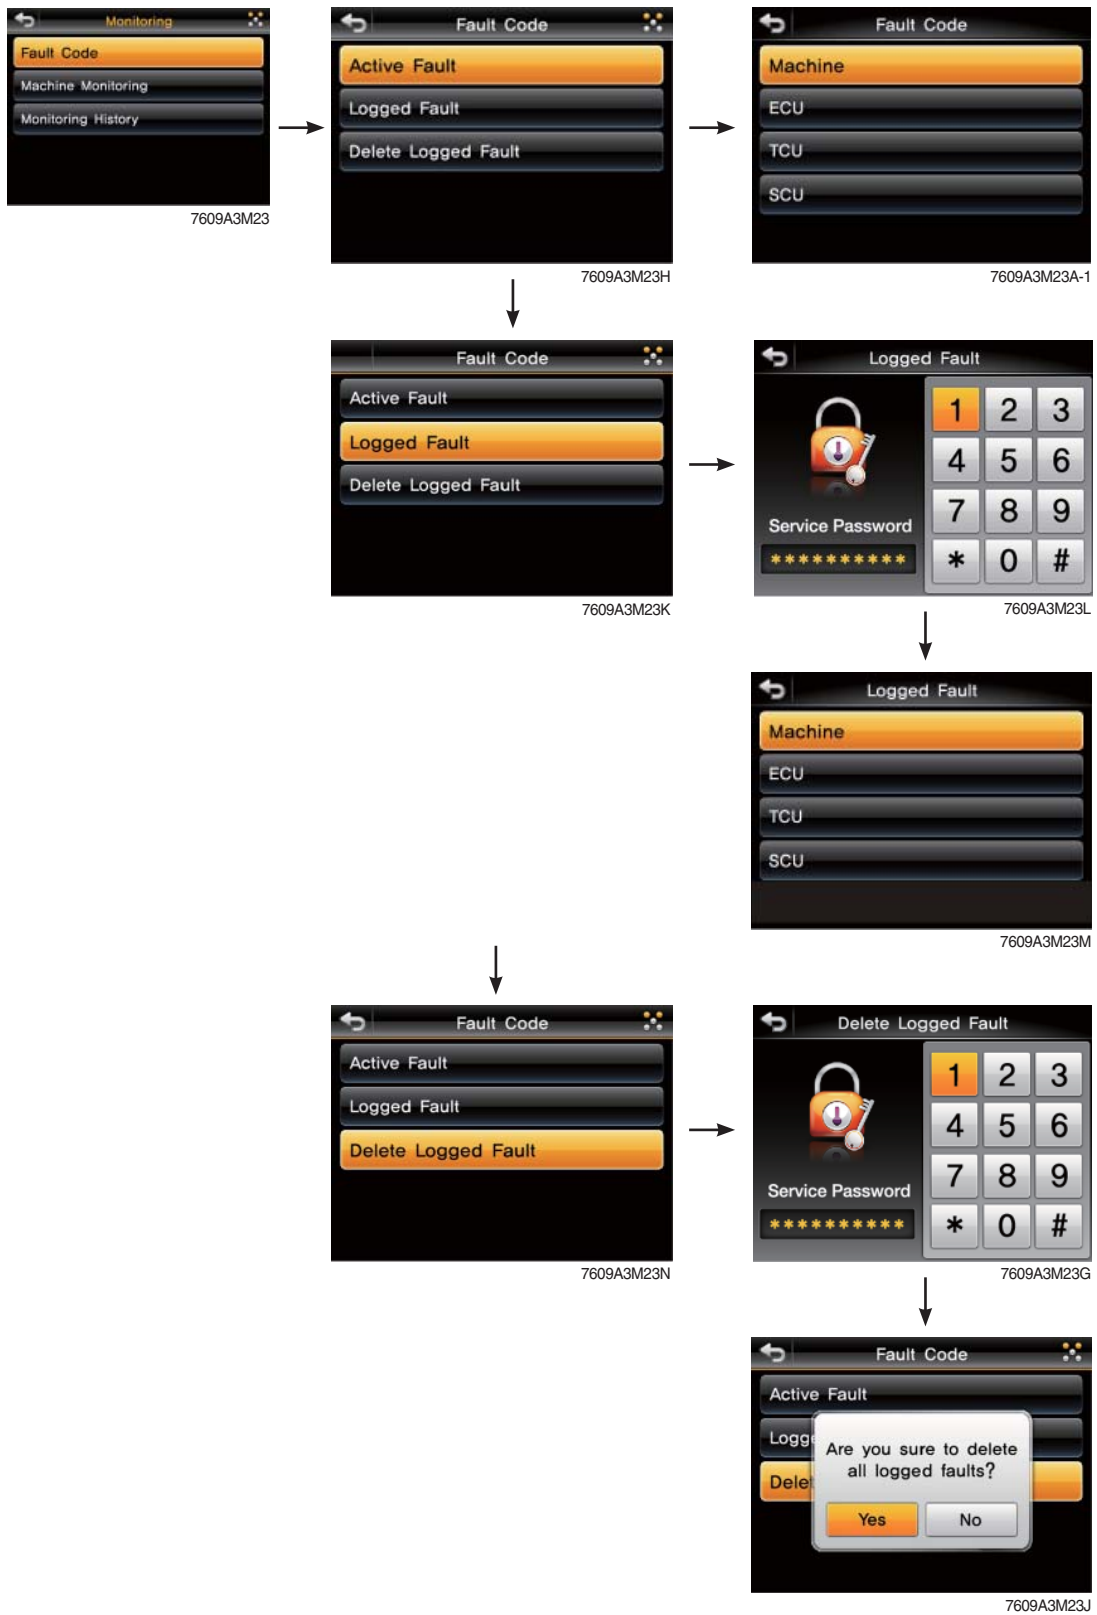 Monitoring
Fault Code
Machine Monitoring
Monitoring History
7609A3M23
Fault Code
Active Fault
Logged Fault
Delete Logged Fault
7609A3M23H
Fault Code
Machine
ECU
TCU
SCU
7609A3M23A-1
Fault Code
Active Fault
Logged Fault
Delete Logged Fault
7609A3M23K
Logged Fault
1 2 3
4 5 6
7 8 9
* 0 #
Service Password
**********
7609A3M23L
Logged Fault
Machine
ECU
TCU
SCU
7609A3M23M
Fault Code
Active Fault
Logged Fault
Delete Logged Fault
7609A3M23N
Delete Logged Fault
1 2 3
4 5 6
7 8 9
* 0 #
Service Password
**********
7609A3M23G
Fault Code
Active Fault
Logge
Delet
Are you sure to delete
all logged faults?
Yes No
7609A3M23J